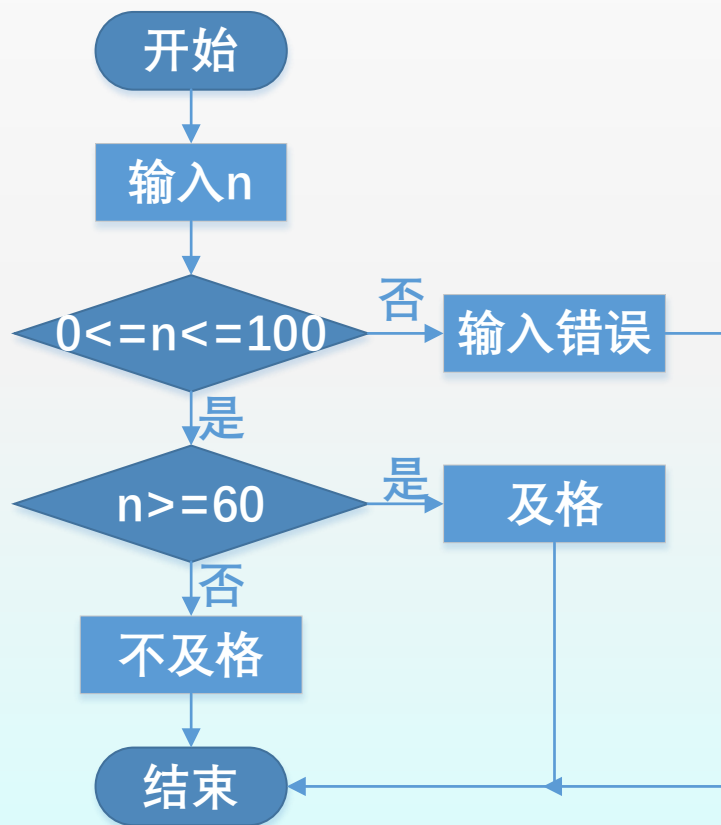 开始
输入n
0<=n<=100
否
输入错误
是
n>=60
是
及格
否
不及格
结束